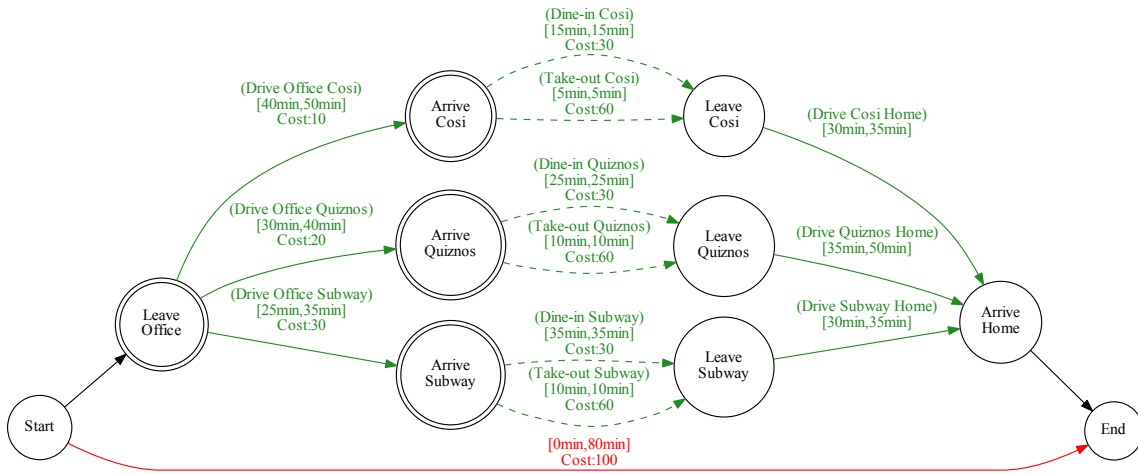 (Dine-in Cosi)
[15min,15min]
Cost:30
(Take-out Cosi)
[5min,5min]
Cost:60
(Drive Office Cosi)
[40min,50min]
Cost:10
Arrive
Cosi
Leave
Cosi
(Drive Cosi Home)
[30min,35min]
(Dine-in Quiznos)
[25min,25min]
Cost:30
(Take-out Quiznos)
[10min,10min]
Cost:60
(Drive Office Quiznos)
[30min,40min]
Cost:20
Arrive
Quiznos
Leave
Quiznos
(Drive Quiznos Home)
[35min,50min]
Leave
Office
(Drive Office Subway)
[25min,35min]
Cost:30
(Dine-in Subway)
[35min,35min]
Cost:30
(Take-out Subway)
[10min,10min]
Cost:60
Arrive
Subway
Leave
Subway
(Drive Subway Home)
[30min,35min]
Arrive
Home
Start
[0min,80min]
Cost:100
End